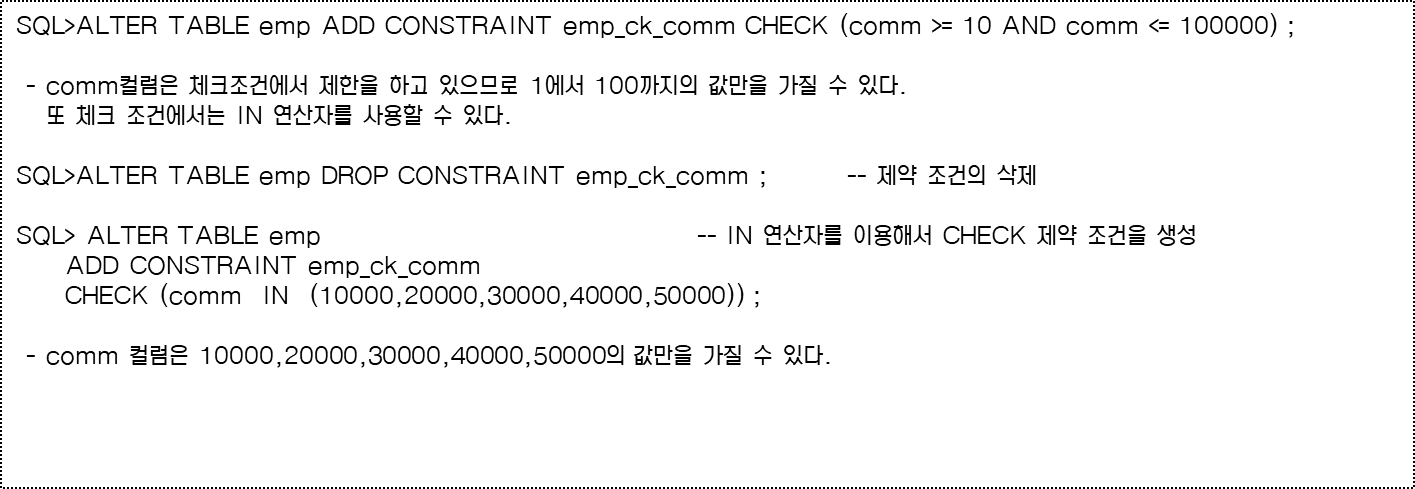 SQL>ALTER TABLE emp ADD CONSTRAINT emp_ck_comm CHECK (comm >= 10 AND comm <= 100000) ;
- comm컬럼은 체크조건에서 제한을 하고 있으므로 1에서 100까지의 값만을 가질 수 있다.
또 체크 조건에서는 IN 연산자를 사용할 수 있다.
SQL>ALTER TABLE emp DROP CONSTRAINT emp_ck_comm ; -- 제약 조건의 삭제
SQL> ALTER TABLE emp -- IN 연산자를 이용해서 CHECK 제약 조건을 생성
ADD CONSTRAINT emp_ck_comm
CHECK (comm IN (10000,20000,30000,40000,50000)) ;
- comm 컬럼은 10000,20000,30000,40000,50000의 값만을 가질 수 있다.